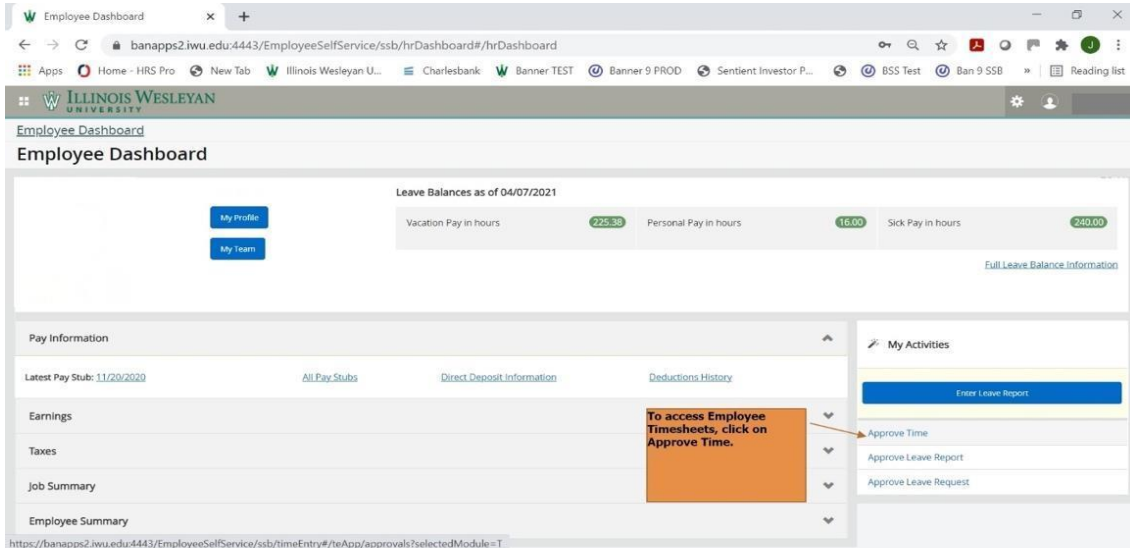 Employee Dashboard
banapps2.iwu.edu:4443/EmployeeSelfService/ssb/hrDashboard#/hrDashboard
Apps Home - HRS Pro New Tab Illinois Wesleyan U... Charlesbank Banner TEST Banner 9 PROD Sentient Investor P... BSS Test Ban 9 SSB » Reading list
ILLINOIS WESLEYAN
UNIVERSITY
Employee Dashboard
Employee Dashboard
Leave Balances as of 04/07/2021
My Profile
Vacation Pay in hours 225.38 Personal Pay in hours 16.00 Sick Pay in hours 240.00
My Team
Full Leave Balance Information
Pay Information
My Activities
Latest Pay Stub: 11/20/2020 All Pay Stubs Direct Deposit Information Deductions History
Enter Leave Report
Earnings
To access Employee
Timesheets, click on
Approve Time.
Approve Time
Taxes
Approve Leave Report
Job Summary
Approve Leave Request
Employee Summary
https://banapps2.iwu.edu:4443/EmployeeSelfService/ssb/timeEntry#/teApp/approvals?selectedModule=T